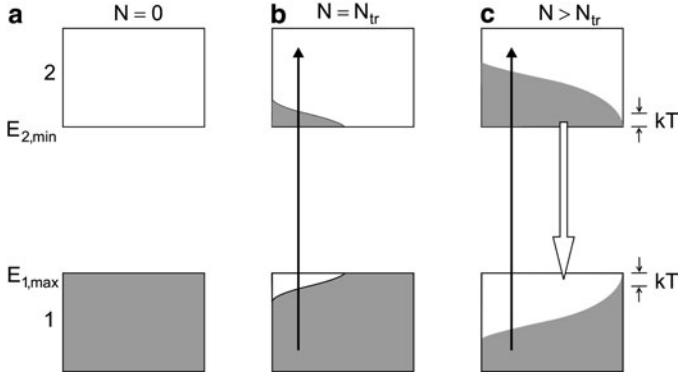 a N = 0
b N = N_tr
c N > N_tr
2
E_2,min
kT
E_1,max
1
kT